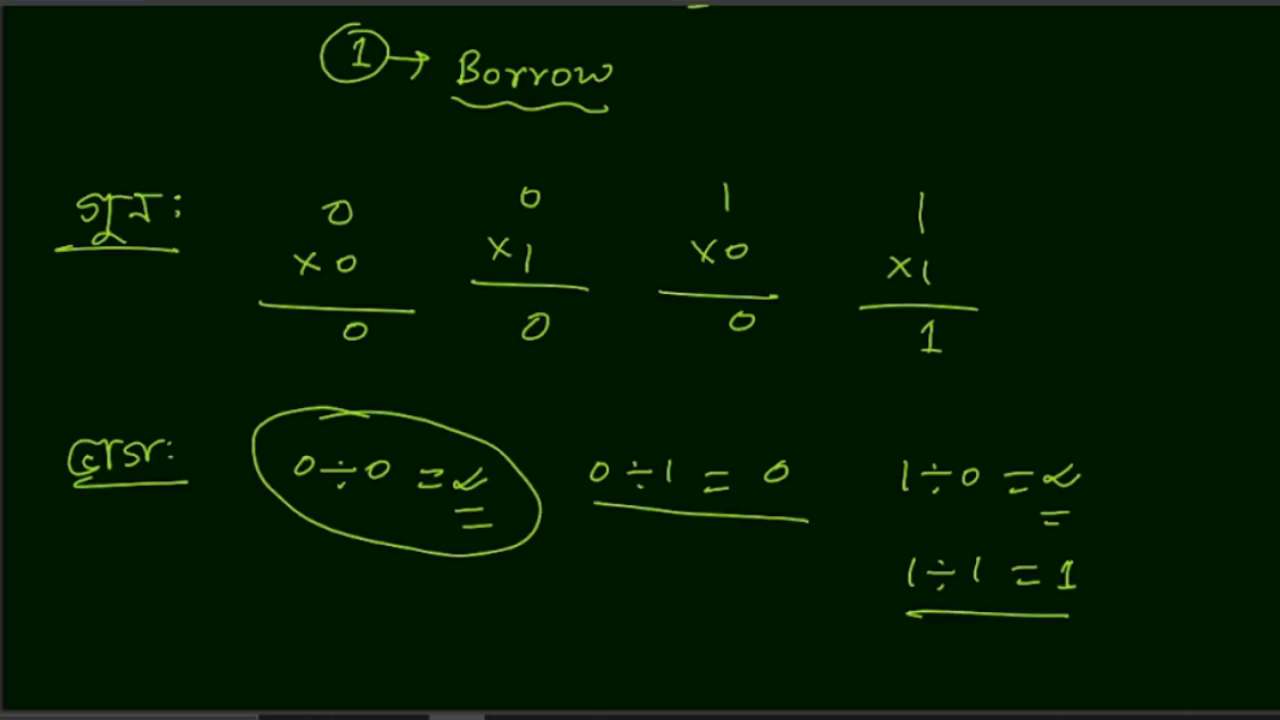 1 → Borrow
গুন: 0 0 1 1
×0 ×1 ×0 ×1
0 0 0 1
ভাগ: 0÷0 = ∝ 0÷1 = 0 1÷0 = ∝
1÷1 = 1